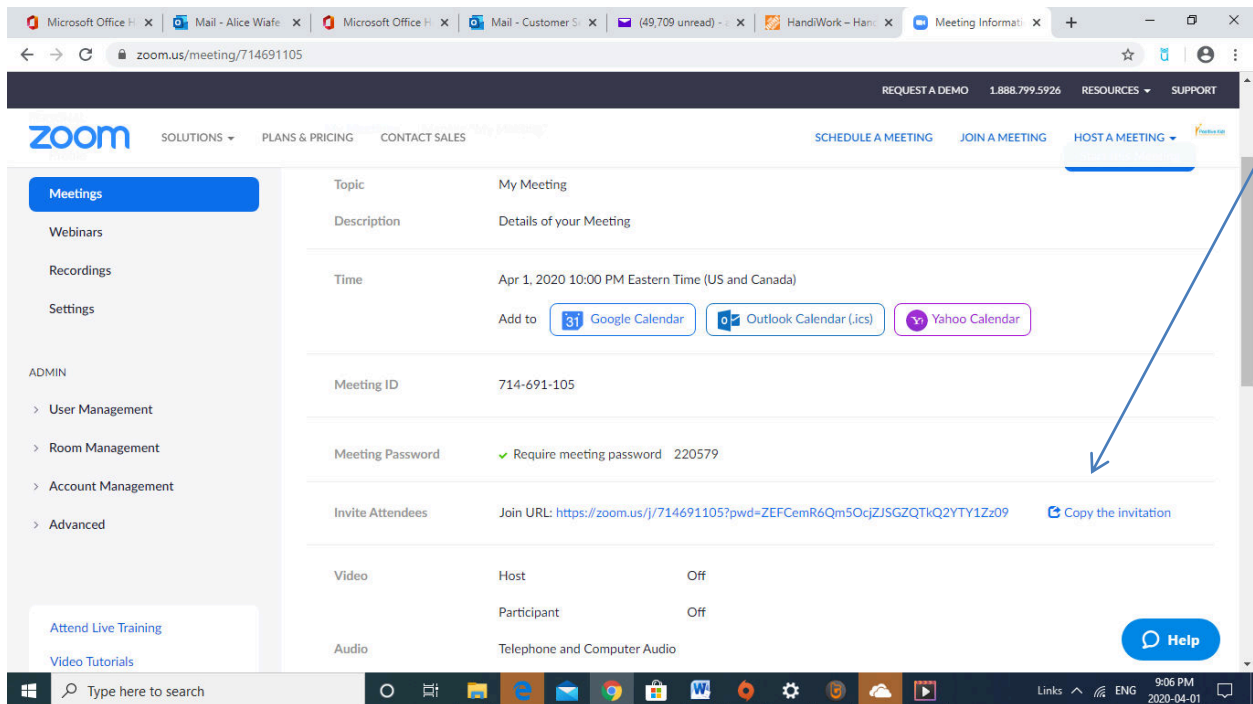 Microsoft Office H
Mail - Alice Wiafe
Microsoft Office H
Mail - Customer S
(49,709 unread) -
HandiWork – Hand
Meeting Informati
zoom.us/meeting/714691105
REQUEST A DEMO 1.888.799.5926 RESOURCES SUPPORT
zoom SOLUTIONS PLANS & PRICING CONTACT SALES SCHEDULE A MEETING JOIN A MEETING HOST A MEETING
Meetings
Webinars
Recordings
Settings
ADMIN
User Management
Room Management
Account Management
Advanced
Attend Live Training
Video Tutorials
Topic My Meeting
Description Details of your Meeting
Time Apr 1, 2020 10:00 PM Eastern Time (US and Canada)
Add to 31 Google Calendar Outlook Calendar (.ics) Yahoo Calendar
Meeting ID 714-691-105
Meeting Password Require meeting password 220579
Invite Attendees Join URL: https://zoom.us/j/714691105?pwd=ZEFCemR6Qm5OcjZJSGZQTkQ2YTY1Zz09 Copy the invitation
Video Host Off
Participant Off
Audio Telephone and Computer Audio
Help
Type here to search
Links ENG 9:06 PM
2020-04-01